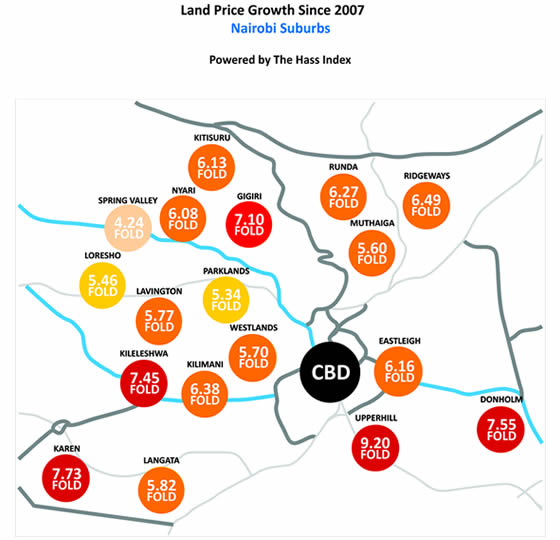 Land Price Growth Since 2007
Nairobi Suburbs
Powered by The Hass Index
KITISURU
6.13
FOLD
RUNDA
6.27
FOLD
RIDGEWAYS
6.49
FOLD
NYARI
6.08
FOLD
GIGIRI
7.10
FOLD
SPRING VALLEY
4.24
FOLD
MUTHAIGA
5.60
FOLD
LORESHO
5.46
FOLD
PARKLANDS
5.34
FOLD
LAVINGTON
5.77
FOLD
WESTLANDS
5.70
FOLD
KILELESHWA
7.45
FOLD
KILIMANI
6.38
FOLD
CBD
EASTLEIGH
6.16
FOLD
DONHOLM
7.55
FOLD
UPPERHILL
9.20
FOLD
KAREN
7.73
FOLD
LANGATA
5.82
FOLD